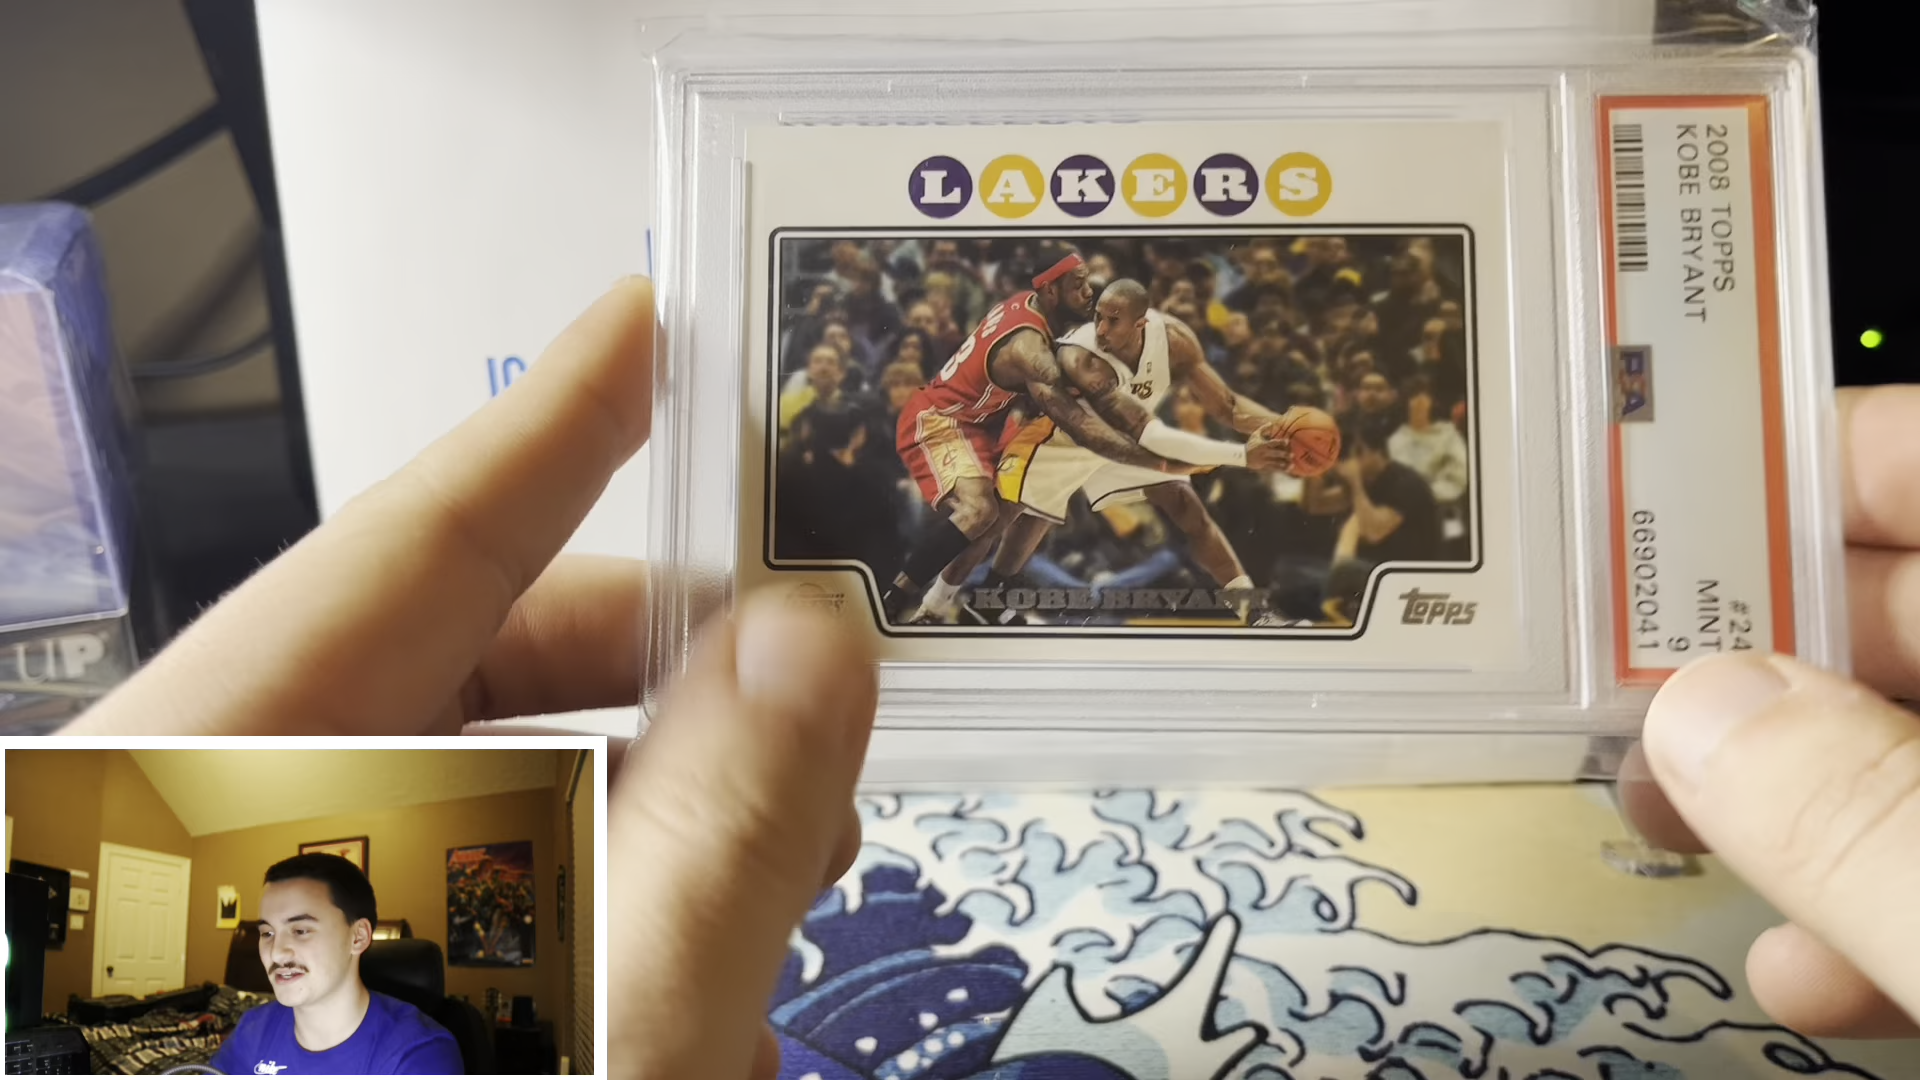 LAKERS
KOBE BRYANT
TOPPS
2008 TOPPS
KOBE BRYANT
#24
MINT
9
PSA
66902041
UP